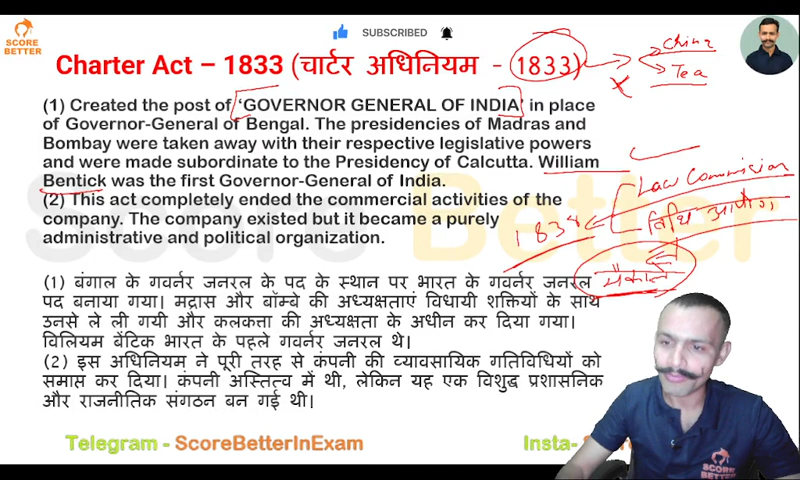 SCORE
BETTER
SUBSCRIBED
Charter Act – 1833 (चार्टर अधिनियम - 1833)
China
Tea
(1) Created the post of 'GOVERNOR GENERAL OF INDIA' in place
of Governor-General of Bengal. The presidencies of Madras and
Bombay were taken away with their respective legislative powers
and were made subordinate to the Presidency of Calcutta. William
Bentick was the first Governor-General of India.
(2) This act completely ended the commercial activities of the
company. The company existed but it became a purely
administrative and political organization.
Law Commission
विधि आयोग
1834
मैकाले
(1) बंगाल के गवर्नर जनरल के पद के स्थान पर भारत के गवर्नर जनरल
पद बनाया गया। मद्रास और बॉम्बे की अध्यक्षताएं विधायी शक्तियों के साथ
उनसे ले ली गयी और कलकत्ता की अध्यक्षता के अधीन कर दिया गया।
विलियम बेंटिक भारत के पहले गवर्नर जनरल थे।
(2) इस अधिनियम ने पूरी तरह से कंपनी की व्यावसायिक गतिविधियों को
समाप्त कर दिया। कंपनी अस्तित्व में थी, लेकिन यह एक विशुद्ध प्रशासनिक
और राजनीतिक संगठन बन गई थी।
Telegram - ScoreBetterInExam
Insta-
SCORE
BETTER